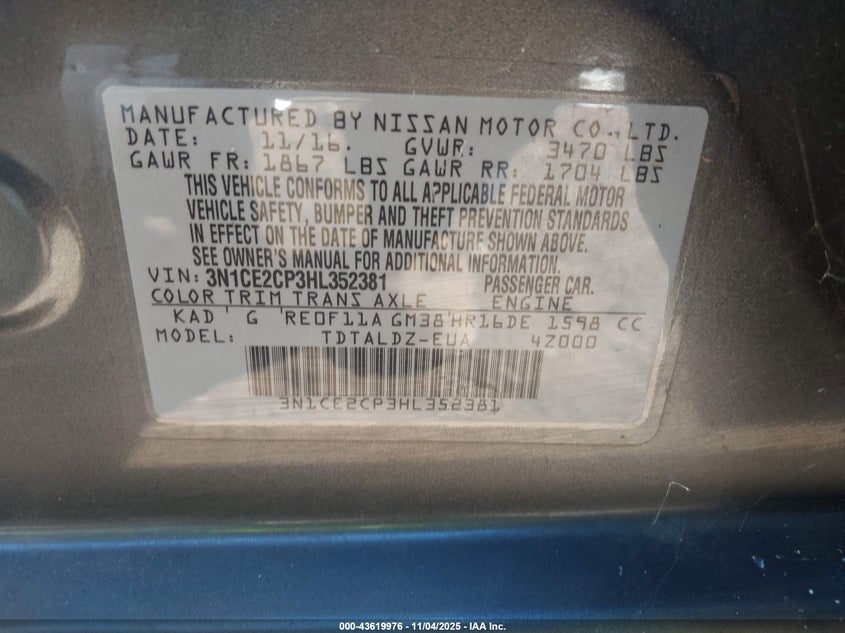 MANUFACTURED BY NISSAN MOTOR CO., LTD.
DATE: 11/16. GVWR: 3470 LBS
GAWR FR: 1867 LBS GAWR RR: 1704 LBS
THIS VEHICLE CONFORMS TO ALL APPLICABLE FEDERAL MOTOR
VEHICLE SAFETY, BUMPER AND THEFT PREVENTION STANDARDS
IN EFFECT ON THE DATE OF MANUFACTURE SHOWN ABOVE.
SEE OWNER'S MANUAL FOR ADDITIONAL INFORMATION.
VIN: 3N1CE2CP3HL352381 PASSENGER CAR.
COLOR TRIM TRANS AXLE ENGINE
KAD ' G 'RE0F11A GM38'HR16DE 1598 CC
MODEL: TDTALDZ-EUA 4Z000
3N1CE2CP3HL352381
000-43619976 - 11/04/2025 - IAA Inc.